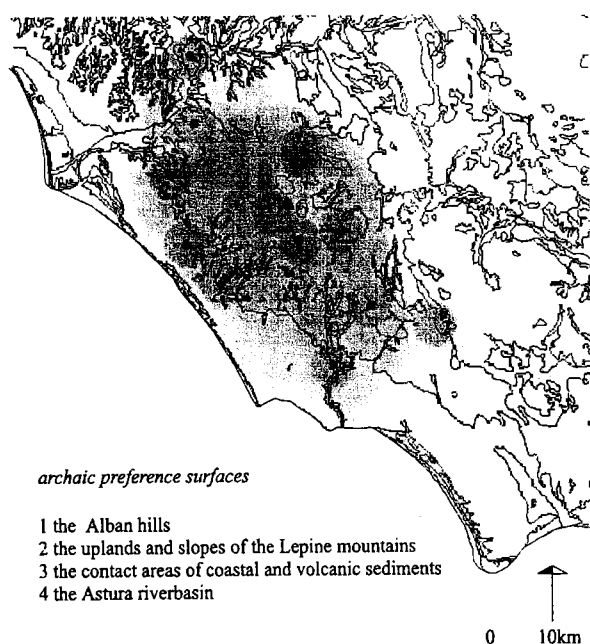 archaic preference surfaces
1 the Alban hills
2 the uplands and slopes of the Lepine mountains
3 the contact areas of coastal and volcanic sediments
4 the Astura riverbasin
0 10km